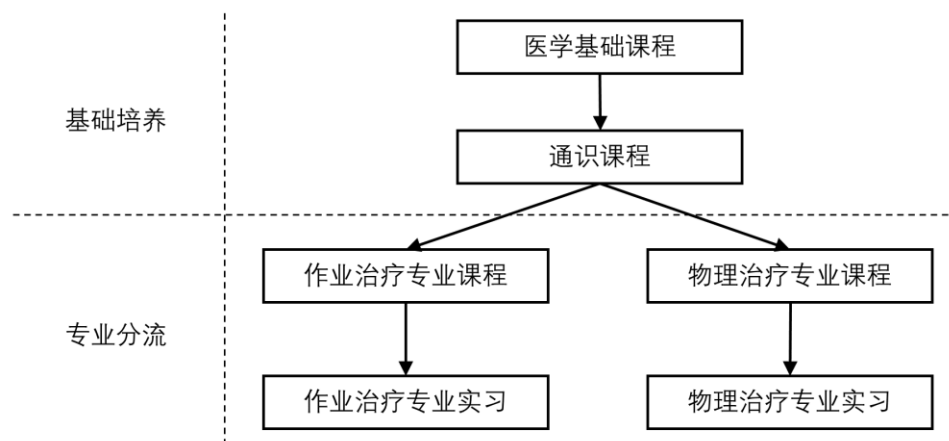 医学基础课程
基础培养
通识课程
作业治疗专业课程
物理治疗专业课程
专业分流
作业治疗专业实习
物理治疗专业实习